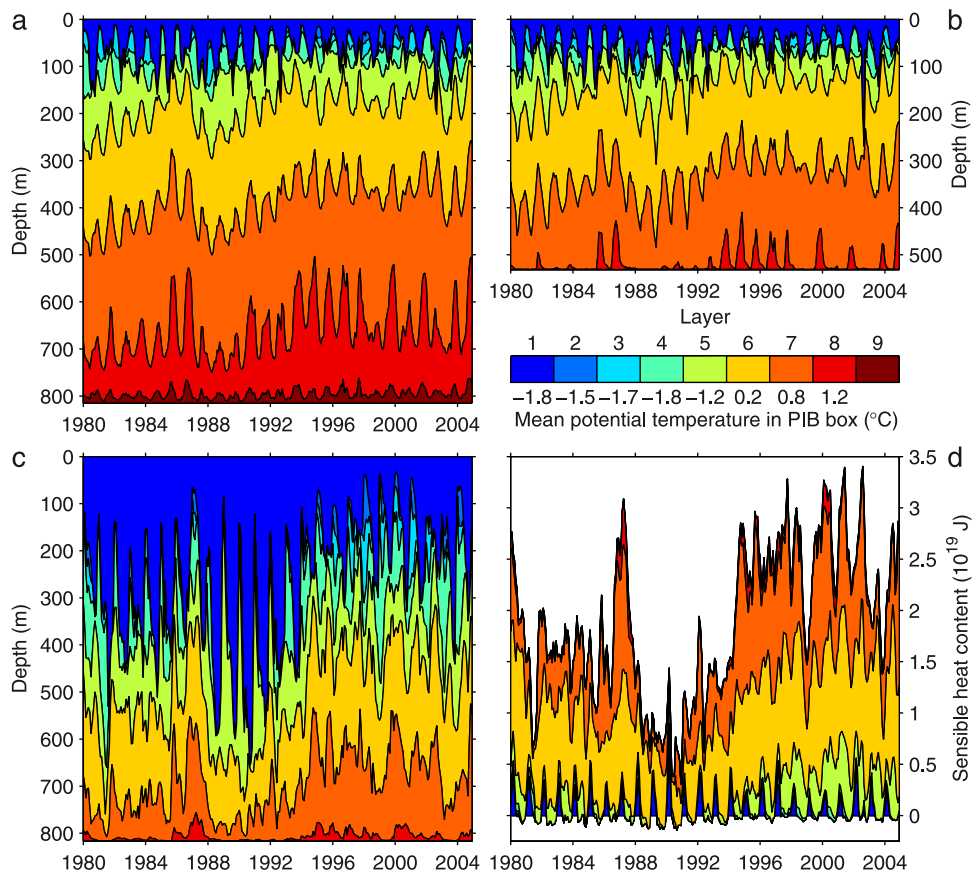 a
0
100
200
300
400
500
600
700
800
Depth (m)
1980 1984 1988 1992 1996 2000 2004
b
0
100
200
300
400
500
Depth (m)
1980 1984 1988 1992 1996 2000 2004
Layer
1 2 3 4 5 6 7 8 9
−1.8 −1.5 −1.7 −1.8 −1.2 0.2 0.8 1.2
Mean potential temperature in PIB box (°C)
c
0
100
200
300
400
500
600
700
800
Depth (m)
1980 1984 1988 1992 1996 2000 2004
d
3.5
3
2.5
2
1.5
1
0.5
0
Sensible heat content (10¹⁹ J)
1980 1984 1988 1992 1996 2000 2004